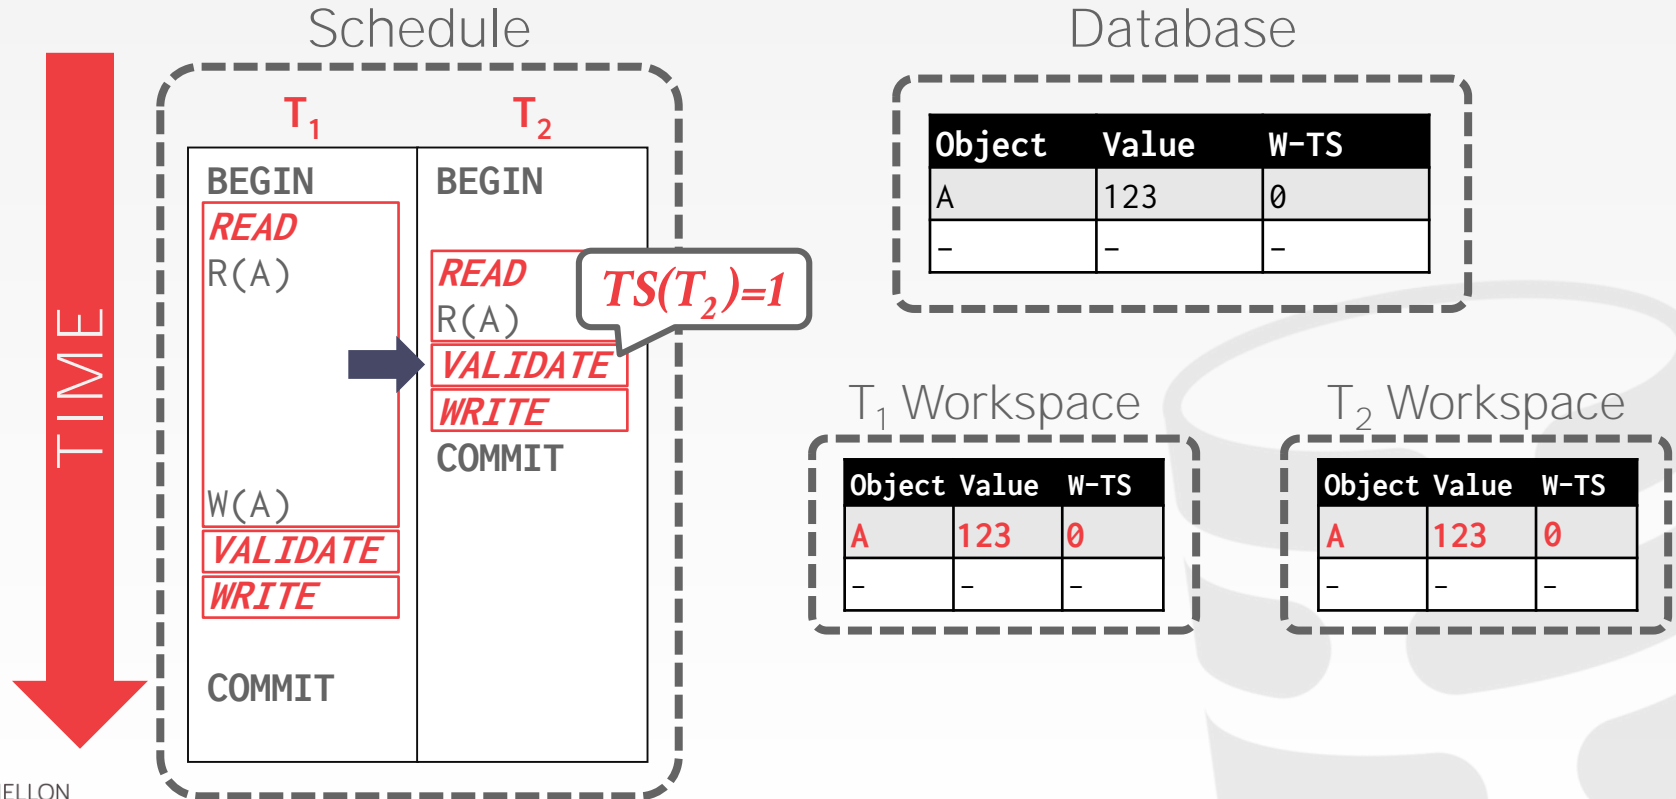 Schedule
Database
TIME
T₁ T₂
BEGIN BEGIN
READ
R(A)
READ
R(A)
TS(T₂)=1
VALIDATE
WRITE
COMMIT
W(A)
VALIDATE
WRITE
COMMIT
Object Value W-TS
A 123 0
– – –
T₁ Workspace
Object Value W-TS
A 123 0
– – –
T₂ Workspace
Object Value W-TS
A 123 0
– – –